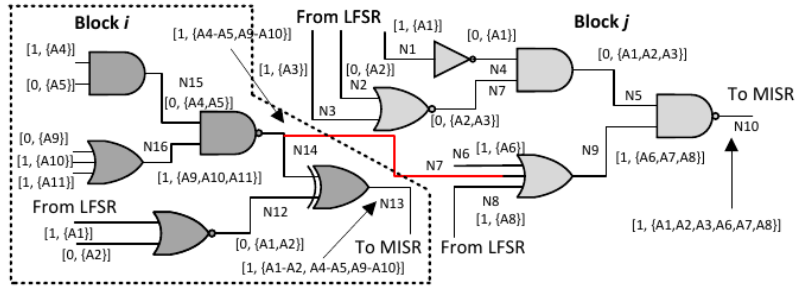 Block i
From LFSR
Block j
[1, {A4}]
[0, {A5}]
N15
[0, {A4,A5}]
[1, {A4-A5,A9-A10}]
[1, {A3}]
[1, {A1}]
N1
[0, {A1}]
[0, {A2}]
N2
N3
N4
N7
[0, {A2,A3}]
[0, {A1,A2,A3}]
N5
To MISR
N10
[0, {A9}]
[1, {A10}]
[1, {A11}]
N16
[1, {A9,A10,A11}]
N14
N7
N6
[1, {A6}]
N9
[1, {A6,A7,A8}]
N8
[1, {A8}]
From LFSR
From LFSR
[1, {A1}]
[0, {A2}]
N12
[0, {A1,A2}]
N13
To MISR
[1, {A1-A2, A4-A5,A9-A10}]
[1, {A1,A2,A3,A6,A7,A8}]